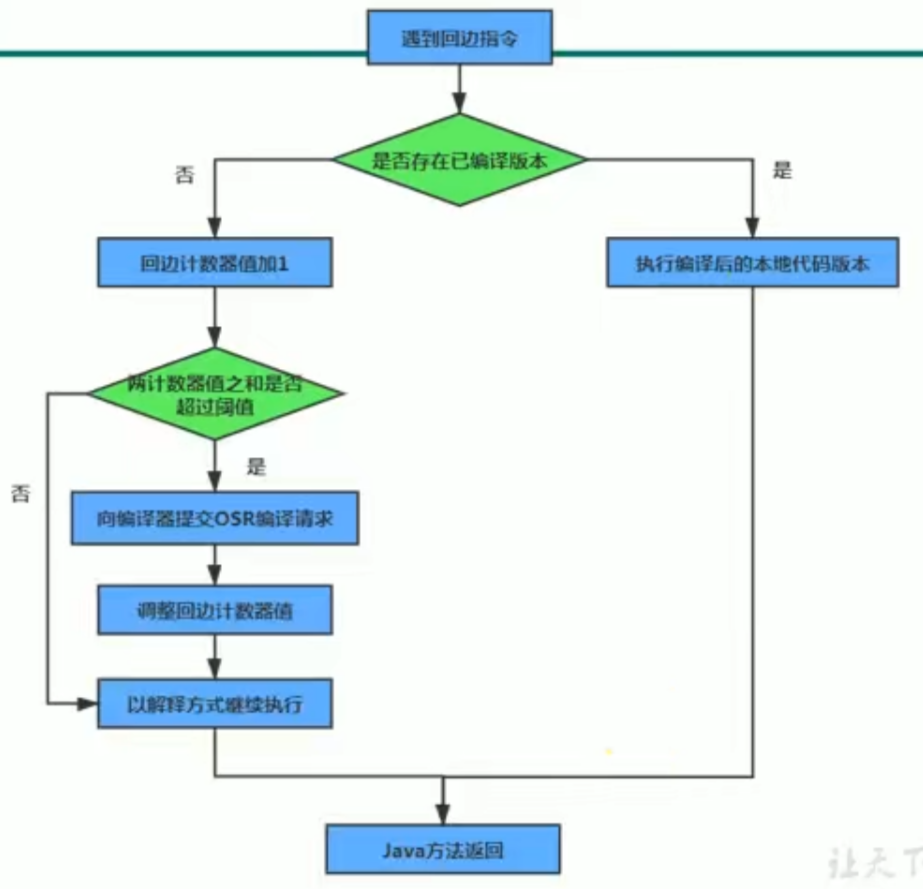 遇到回边指令
是否存在已编译版本
否
是
回边计数器值加1
执行编译后的本地代码版本
两计数器值之和是否
超过阈值
是
否
向编译器提交OSR编译请求
调整回边计数器值
以解释方式继续执行
Java方法返回
让天下